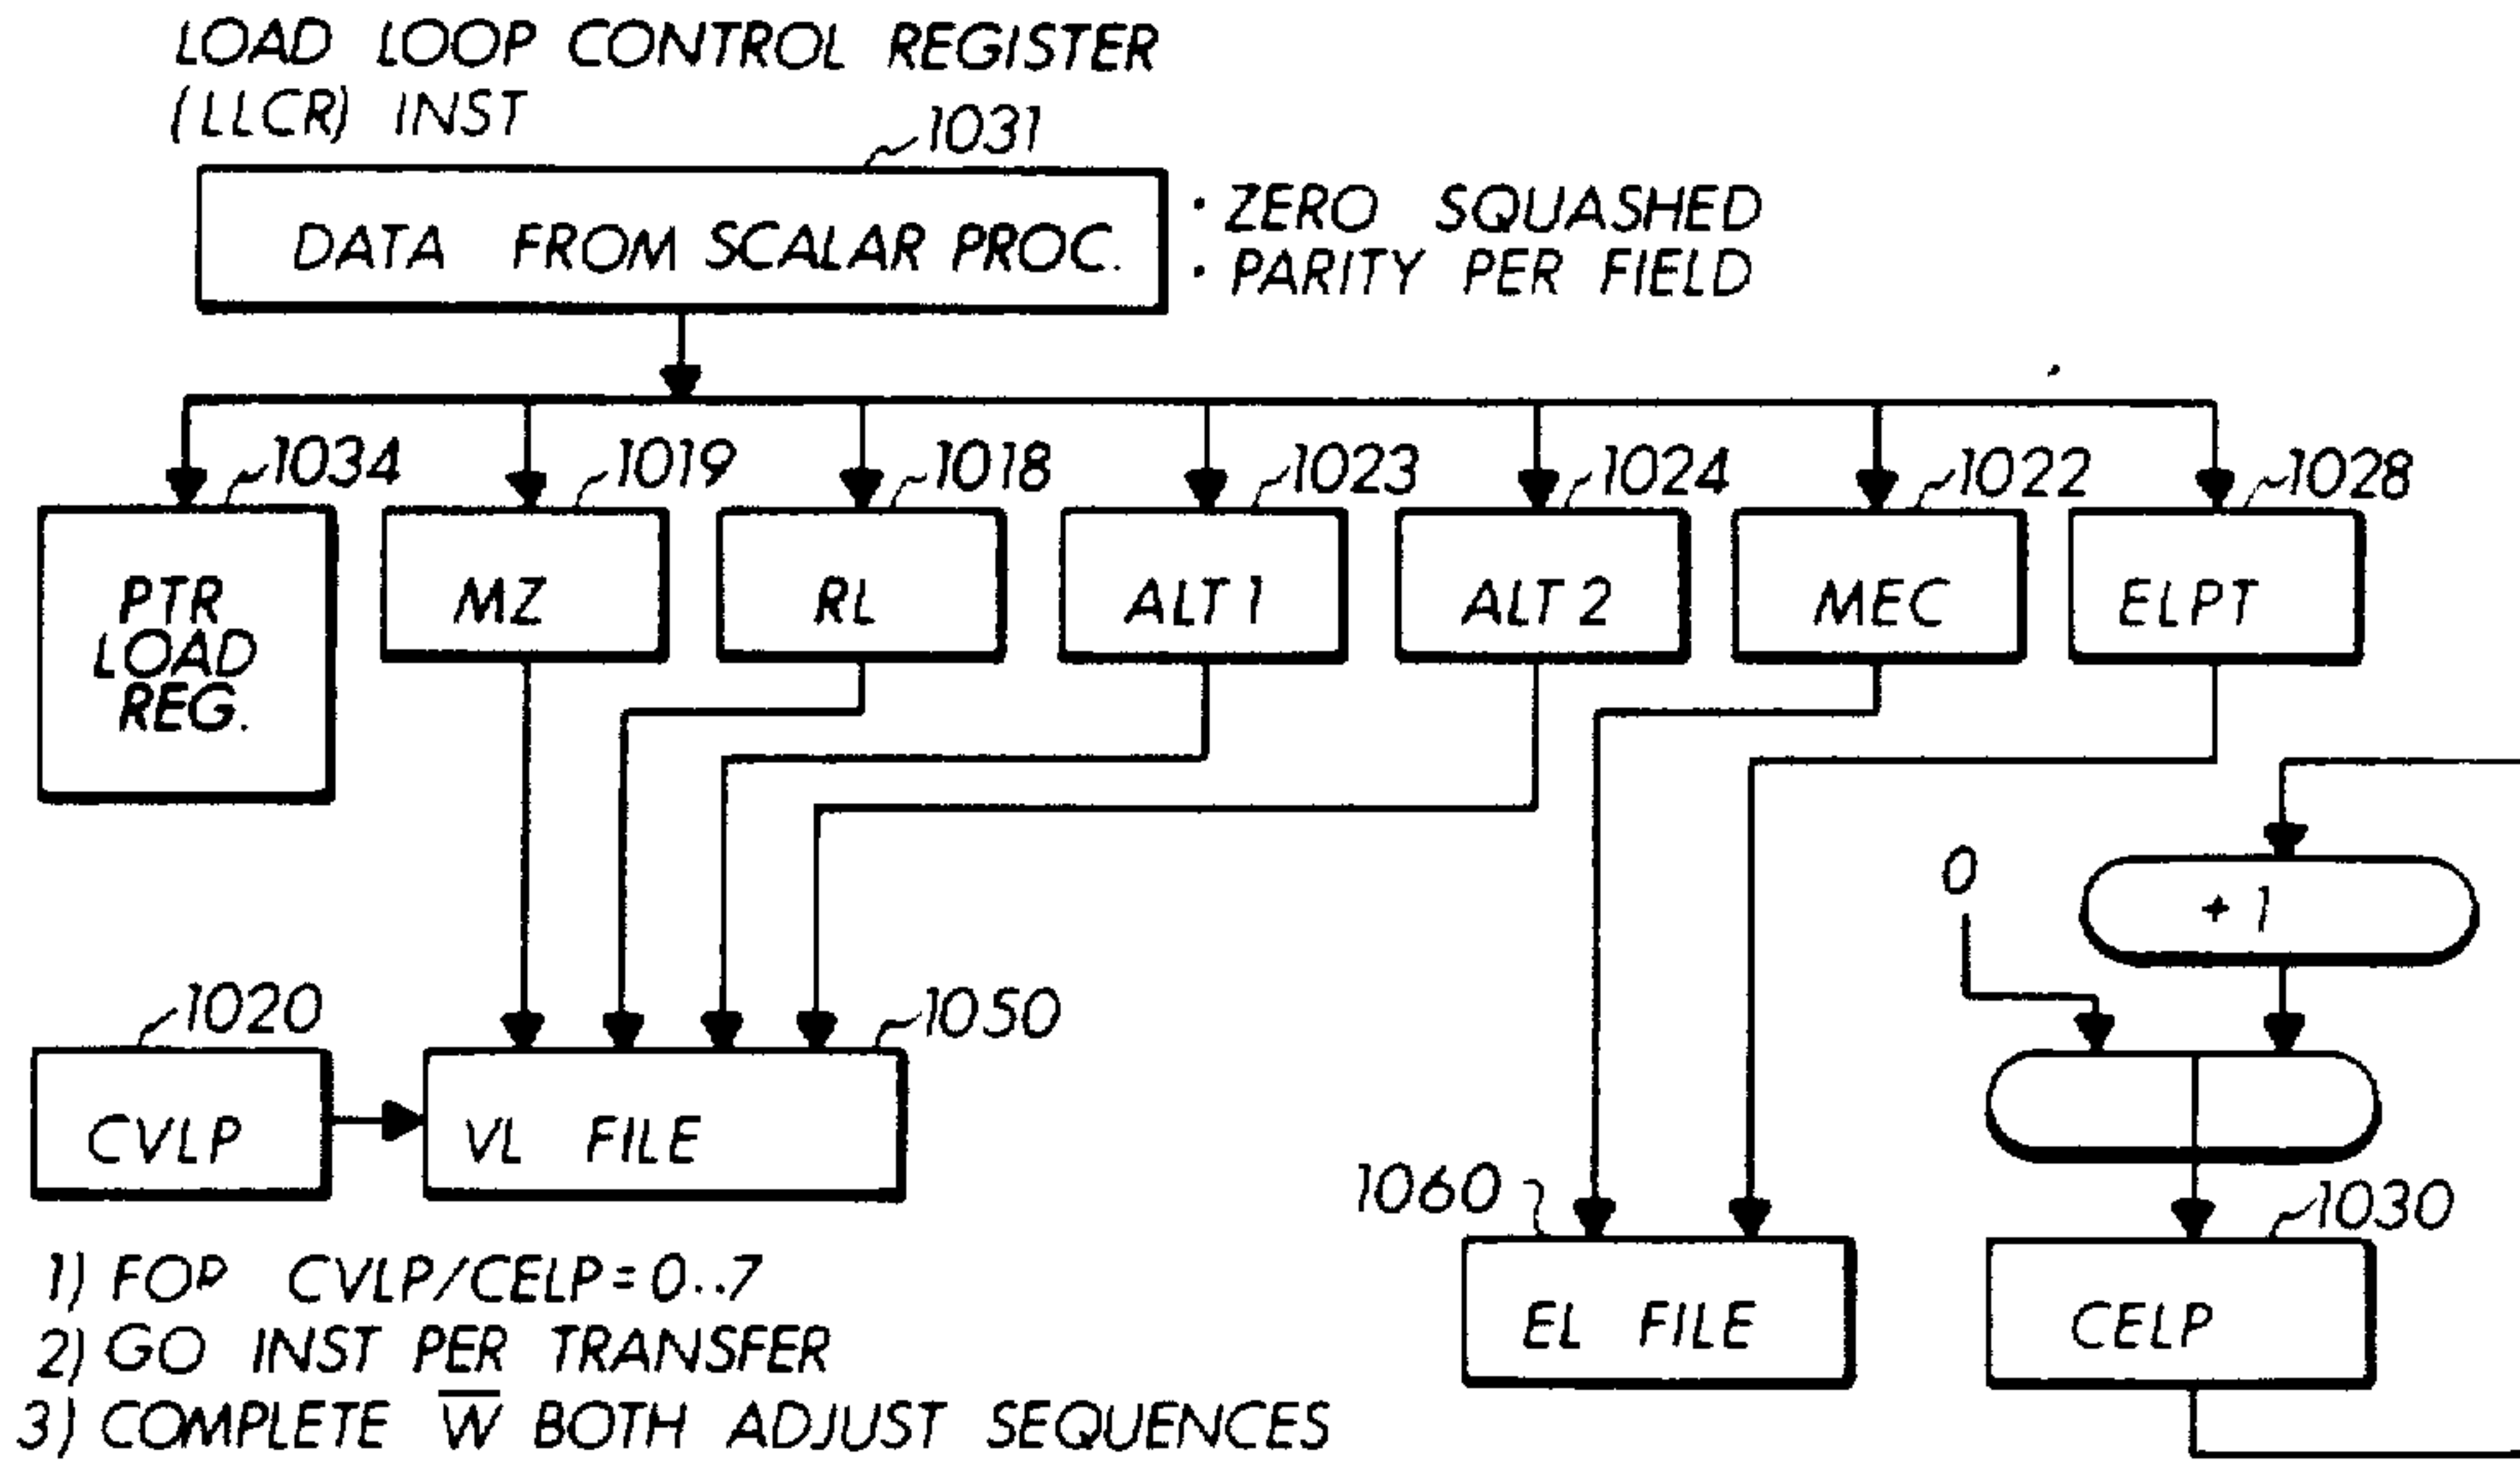 LOAD LOOP CONTROL REGISTER
(LLCR) INST
1031
DATA FROM SCALAR PROC.
· ZERO SQUASHED
· PARITY PER FIELD
1034
1019
1018
1023
1024
1022
1028
PTR
LOAD
REG.
MZ
RL
ALT 1
ALT 2
MEC
ELPT
0
+ 1
1020
1050
CVLP
VL FILE
1060
1030
EL FILE
CELP
1) FOP CVLP/CELP=0..7
2) GO INST PER TRANSFER
3) COMPLETE W̅ BOTH ADJUST SEQUENCES